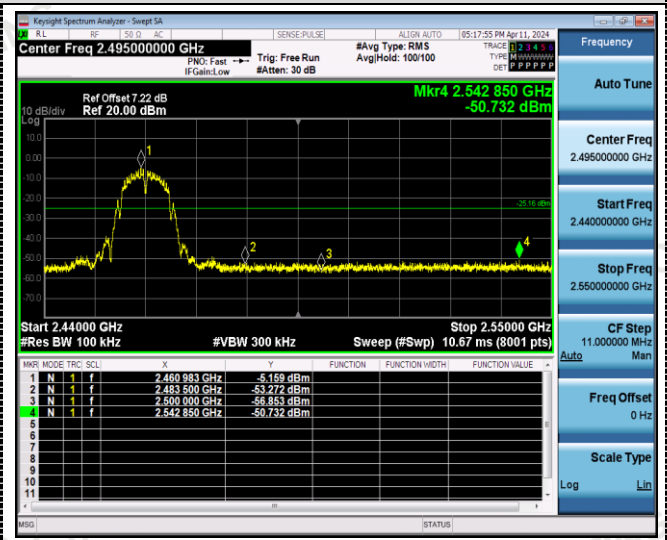 Keysight Spectrum Analyzer - Swept SA
RL RF 50 Ω AC SENSE:PULSE ALIGN AUTO 05:17:55 PM Apr 11, 2024
Center Freq 2.495000000 GHz
#Avg Type: RMS
TRACE 1 2 3 4 5 6
PNO: Fast Trig: Free Run Avg|Hold: 100/100
TYPE M WWWWW
IFGain:Low #Atten: 30 dB
DET P P P P P P
Mkr4 2.542 850 GHz
-50.732 dBm
Ref Offset 7.22 dB
10 dB/div Ref 20.00 dBm
Log
10.0
0.00
-10.0
-20.0
-30.0
-40.0
-50.0
-60.0
-70.0
1
2
3
4
-25.16 dBm
Start 2.44000 GHz Stop 2.55000 GHz
#Res BW 100 kHz #VBW 300 kHz Sweep (#Swp) 10.67 ms (8001 pts)
MKR MODE TRC SCL X Y FUNCTION FUNCTION WIDTH FUNCTION VALUE
1 N 1 f 2.460 983 GHz -5.159 dBm
2 N 1 f 2.483 500 GHz -53.272 dBm
3 N 1 f 2.500 000 GHz -56.853 dBm
4 N 1 f 2.542 850 GHz -50.732 dBm
5
6
7
8
9
10
11
MSG STATUS
Frequency
Auto Tune
Center Freq
2.495000000 GHz
Start Freq
2.440000000 GHz
Stop Freq
2.550000000 GHz
CF Step
11.000000 MHz
Auto Man
Freq Offset
0 Hz
Scale Type
Log Lin